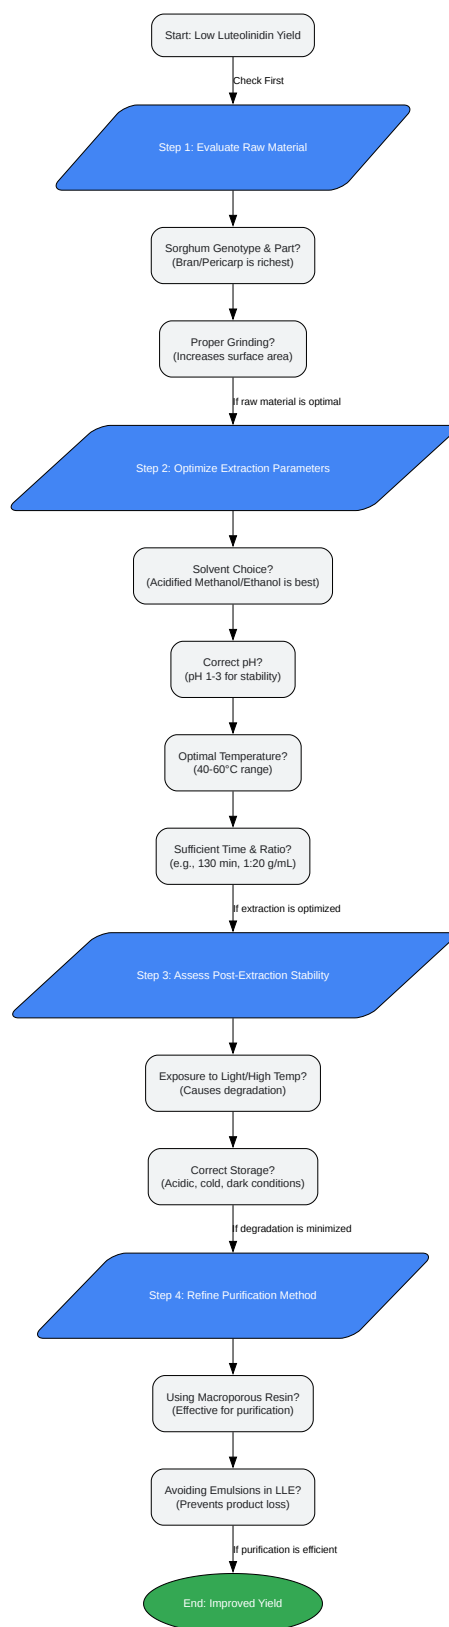 Start: Low Luteolinidin Yield
Check First
Step 1: Evaluate Raw Material
Sorghum Genotype & Part?
(Bran/Pericarp is richest)
Proper Grinding?
(Increases surface area)
If raw material is optimal
Step 2: Optimize Extraction Parameters
Solvent Choice?
(Acidified Methanol/Ethanol is best)
Correct pH?
(pH 1-3 for stability)
Optimal Temperature?
(40-60°C range)
Sufficient Time & Ratio?
(e.g., 130 min, 1:20 g/mL)
If extraction is optimized
Step 3: Assess Post-Extraction Stability
Exposure to Light/High Temp?
(Causes degradation)
Correct Storage?
(Acidic, cold, dark conditions)
If degradation is minimized
Step 4: Refine Purification Method
Using Macroporous Resin?
(Effective for purification)
Avoiding Emulsions in LLE?
(Prevents product loss)
If purification is efficient
End: Improved Yield